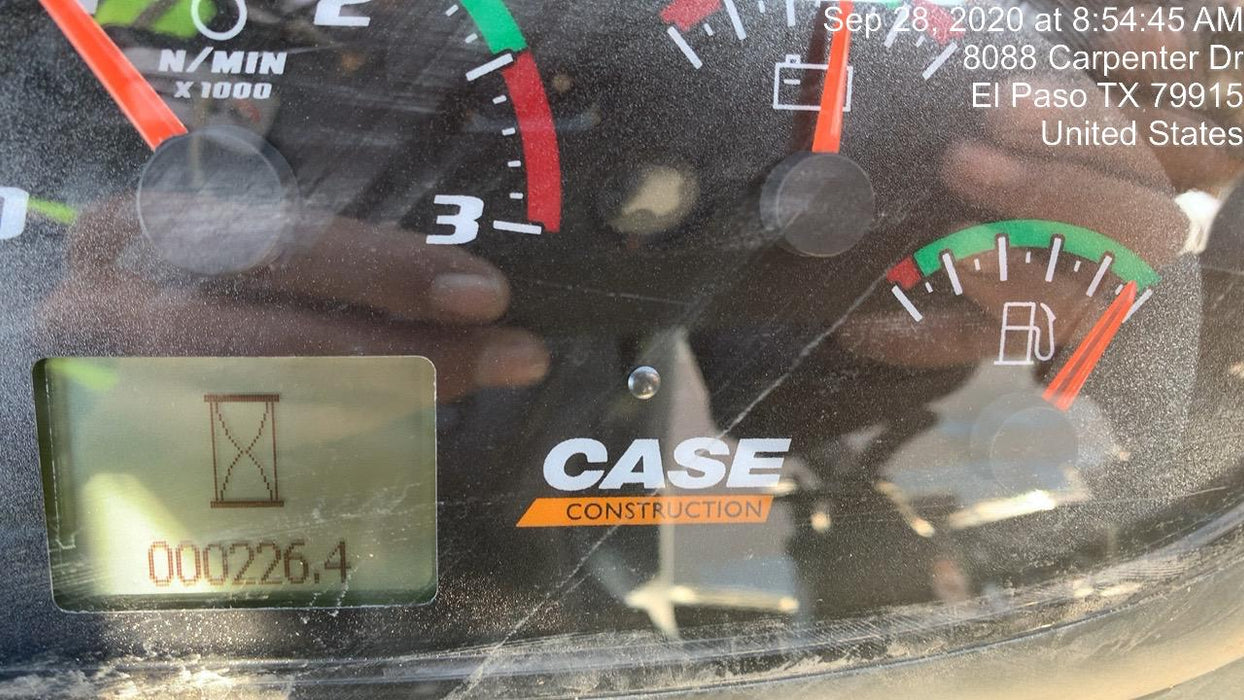 2
N/MIN
X 1000
3
0
Sep 28, 2020 at 8:54:45 AM
8088 Carpenter Dr
El Paso TX 79915
United States
000226.4
CASE
CONSTRUCTION